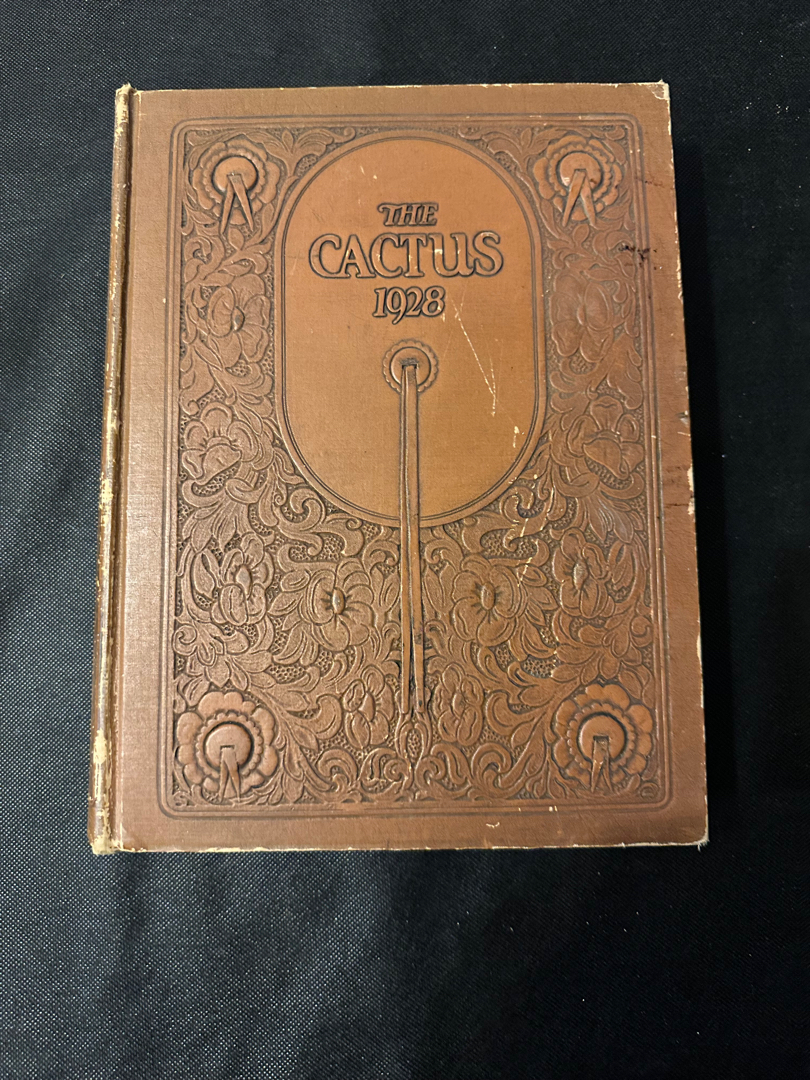 THE
CACTUS
1928